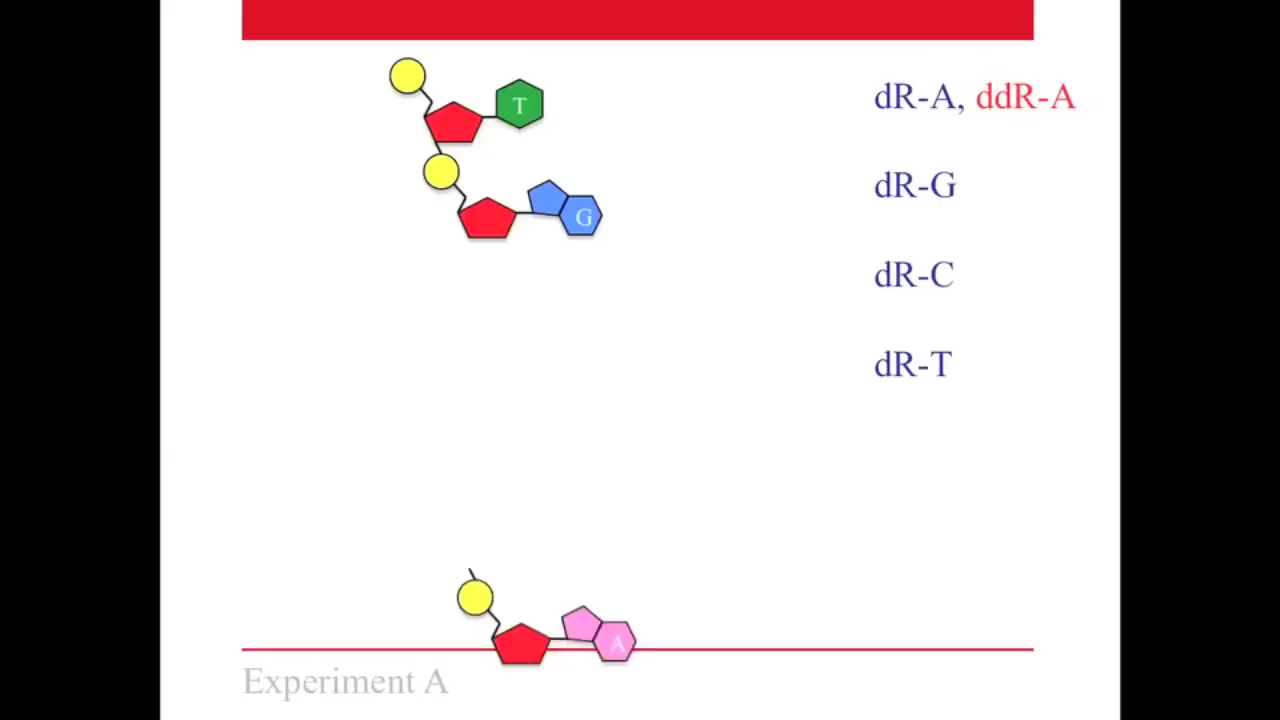 T
dR-A, ddR-A
G
dR-G
dR-C
dR-T
A
Experiment A